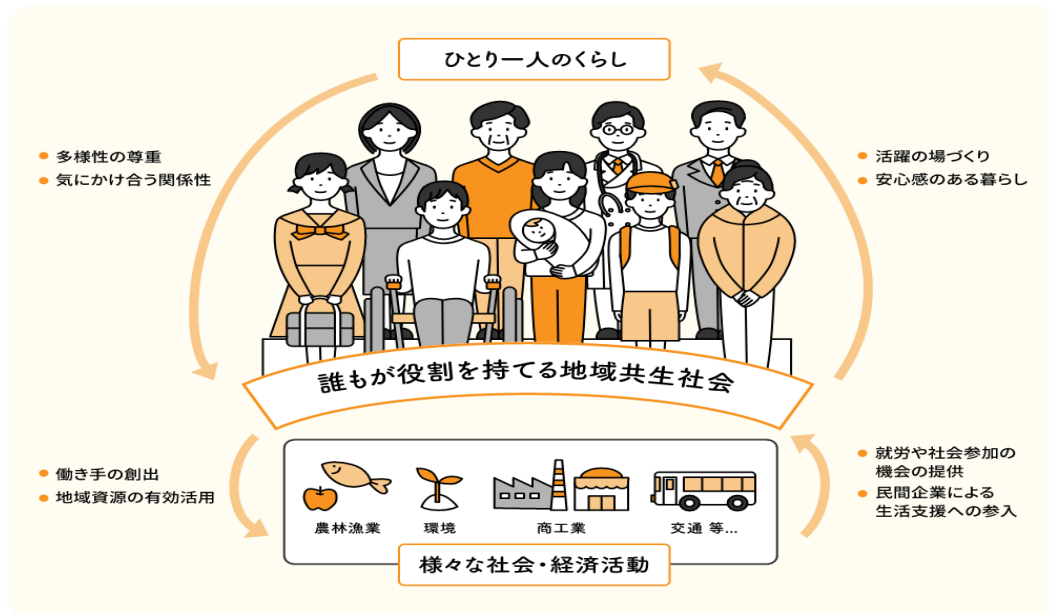 ひとり一人のくらし
多様性の尊重
気にかけ合う関係性
活躍の場づくり
安心感のある暮らし
誰もが役割を持てる地域共生社会
働き手の創出
地域資源の有効活用
就労や社会参加の
機会の提供
民間企業による
生活支援への参入
農林漁業
環境
商工業
交通 等...
様々な社会・経済活動